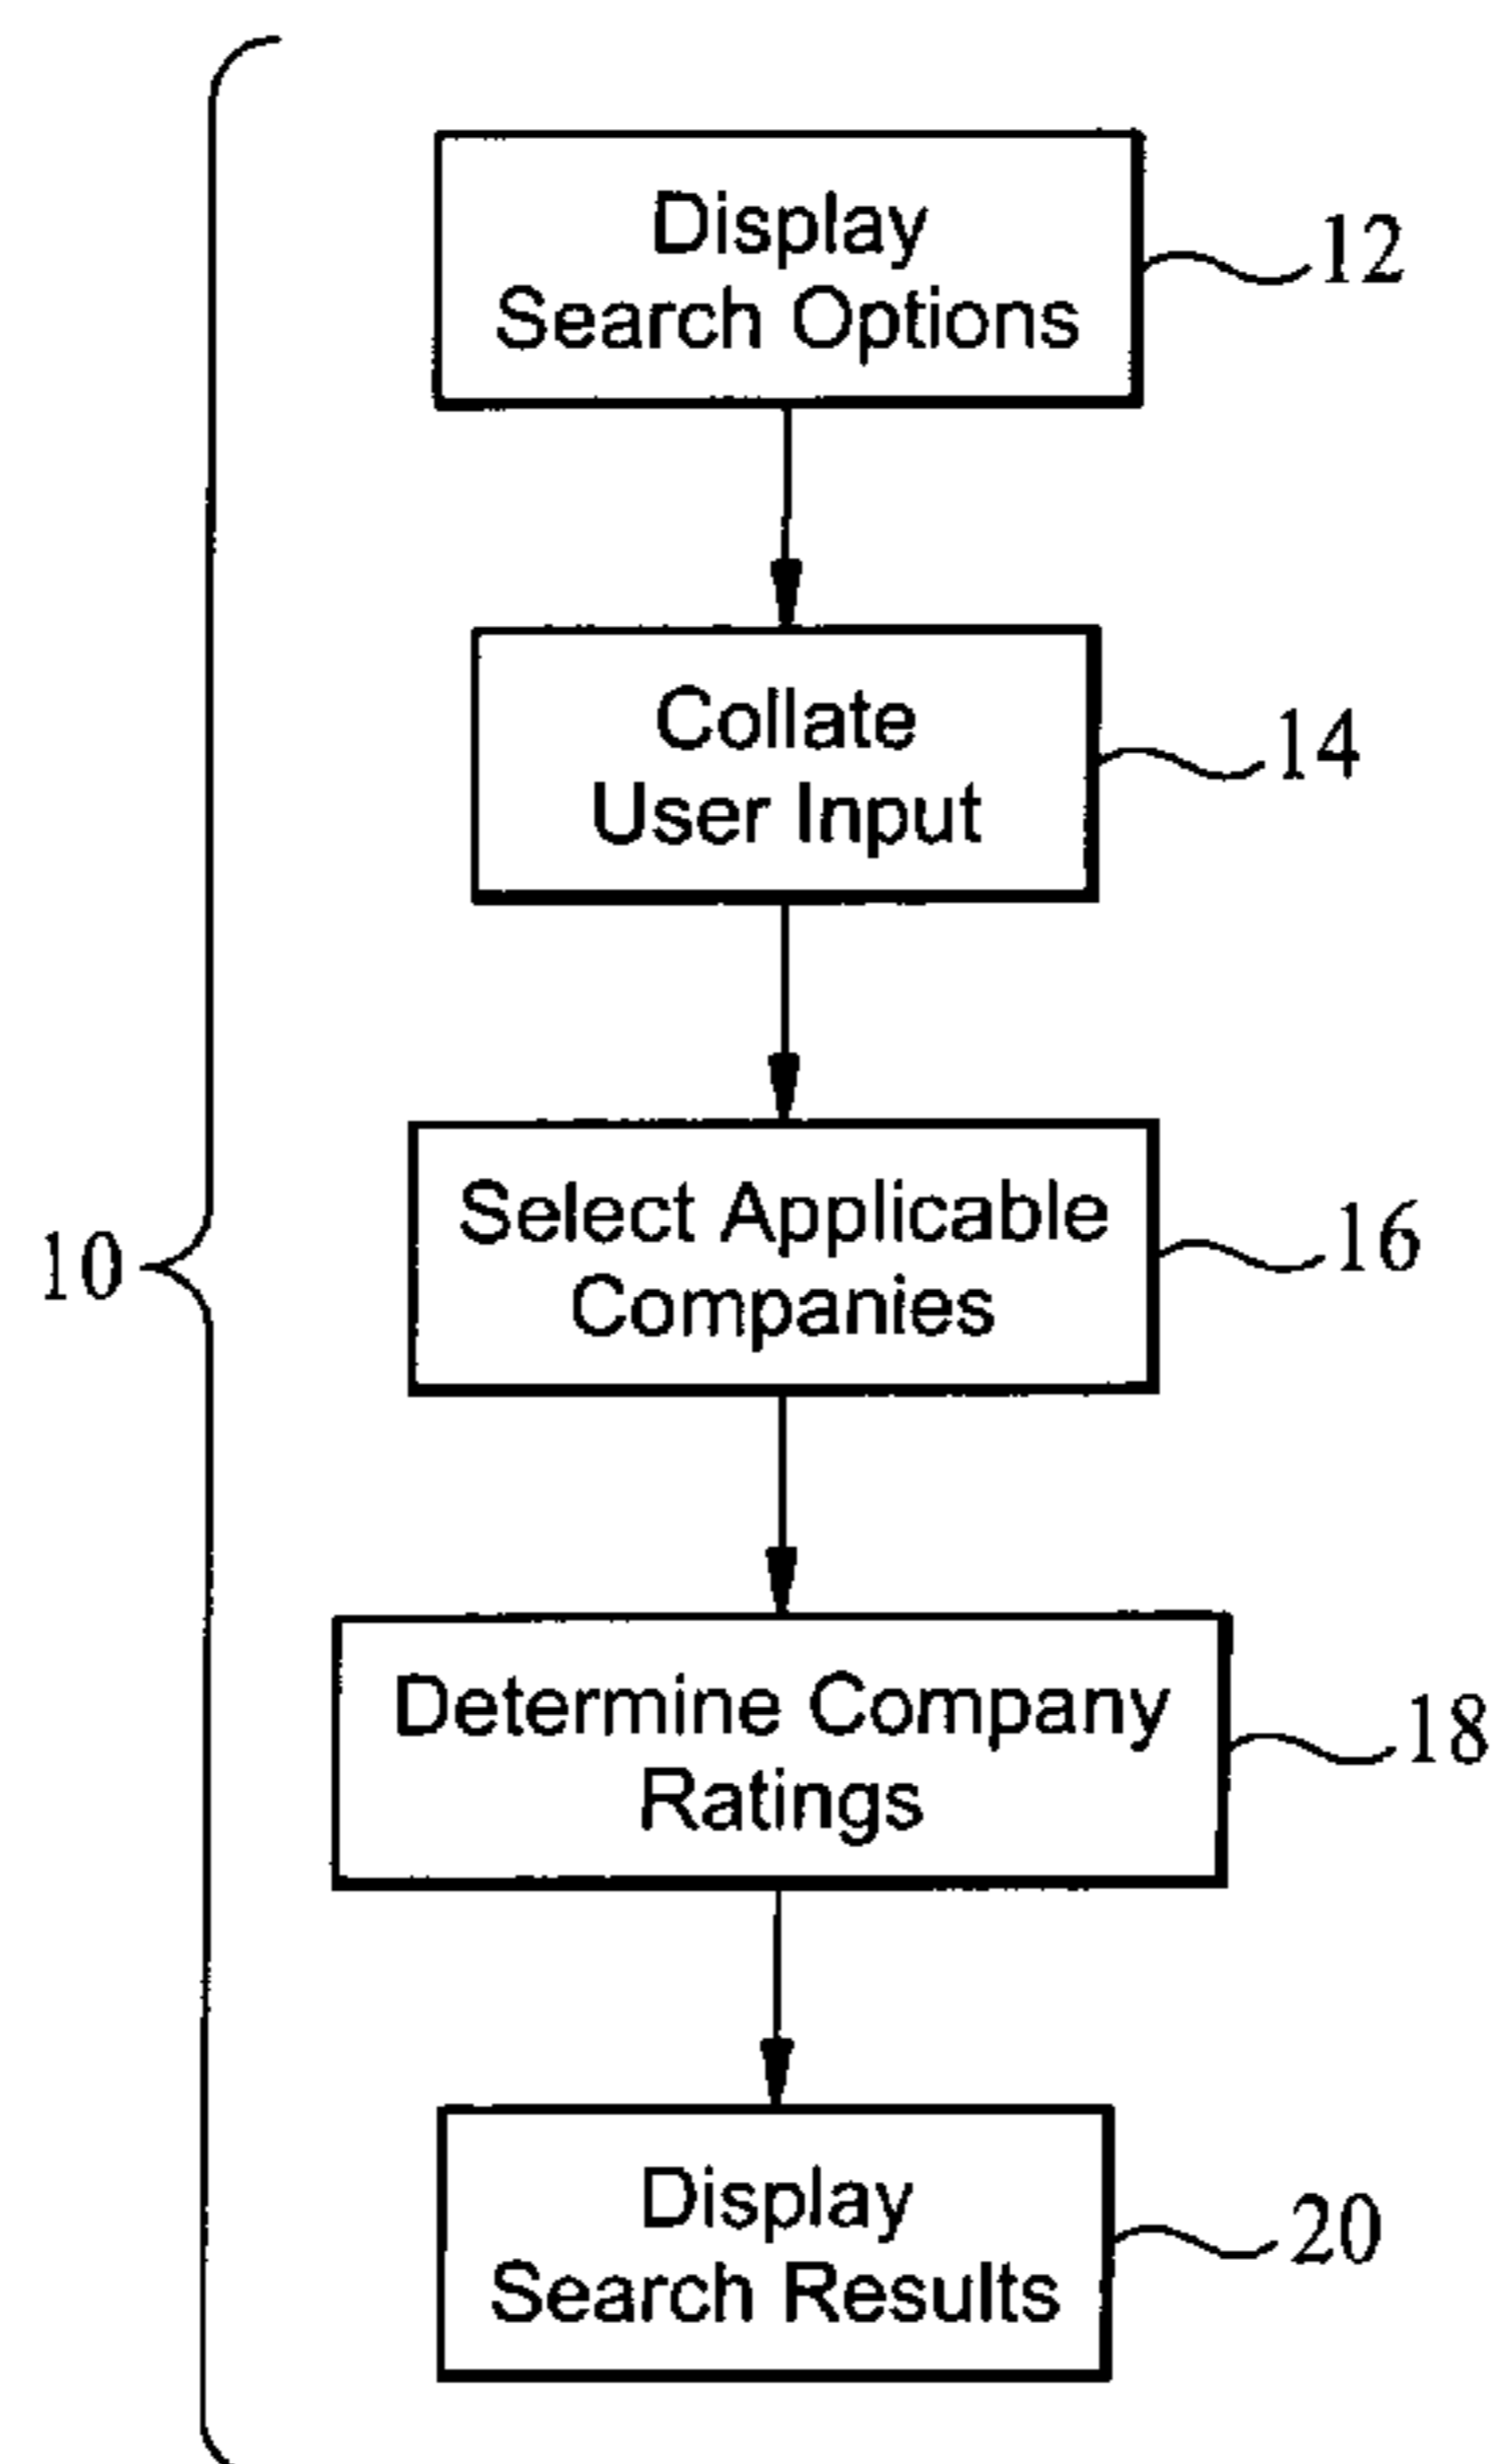 Display
Search Options
12
Collate
User Input
14
Select Applicable
Companies
16
10
Determine Company
Ratings
18
Display
Search Results
20